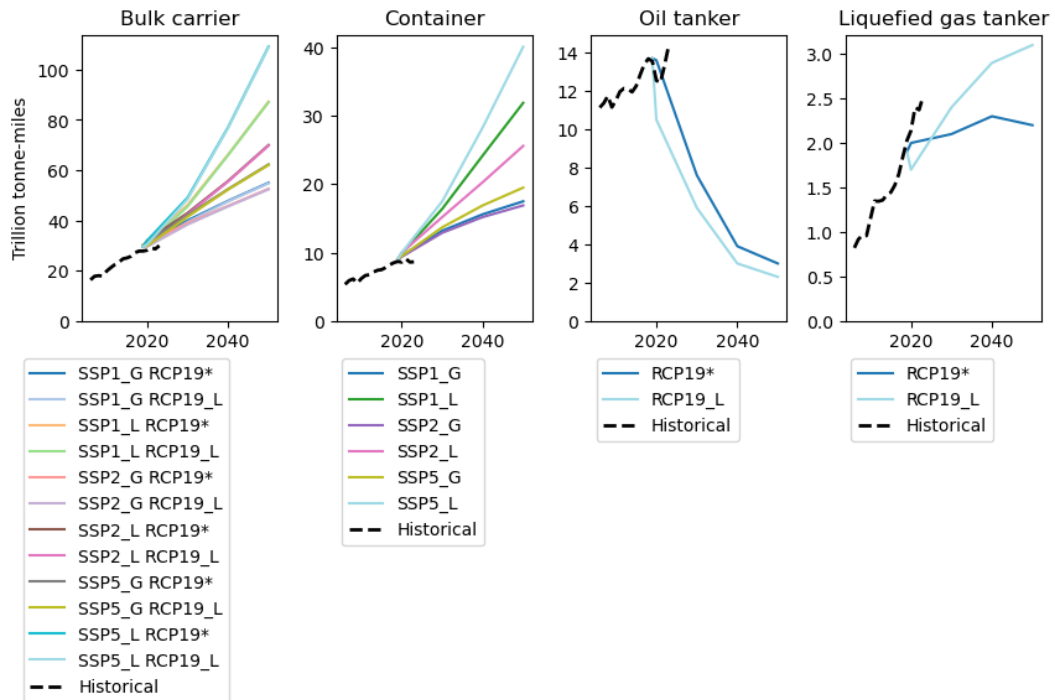 Bulk carrier
Container
Oil tanker
Liquefied gas tanker
Trillion tonne-miles
100
80
60
40
20
0
2020
2040
40
30
20
10
0
2020
2040
14
12
10
8
6
4
2
0
2020
2040
3.0
2.5
2.0
1.5
1.0
0.5
0.0
2020
2040
SSP1_G RCP19*
SSP1_G RCP19_L
SSP1_L RCP19*
SSP1_L RCP19_L
SSP2_G RCP19*
SSP2_G RCP19_L
SSP2_L RCP19*
SSP2_L RCP19_L
SSP5_G RCP19*
SSP5_G RCP19_L
SSP5_L RCP19*
SSP5_L RCP19_L
Historical
SSP1_G
SSP1_L
SSP2_G
SSP2_L
SSP5_G
SSP5_L
Historical
RCP19*
RCP19_L
Historical
RCP19*
RCP19_L
Historical